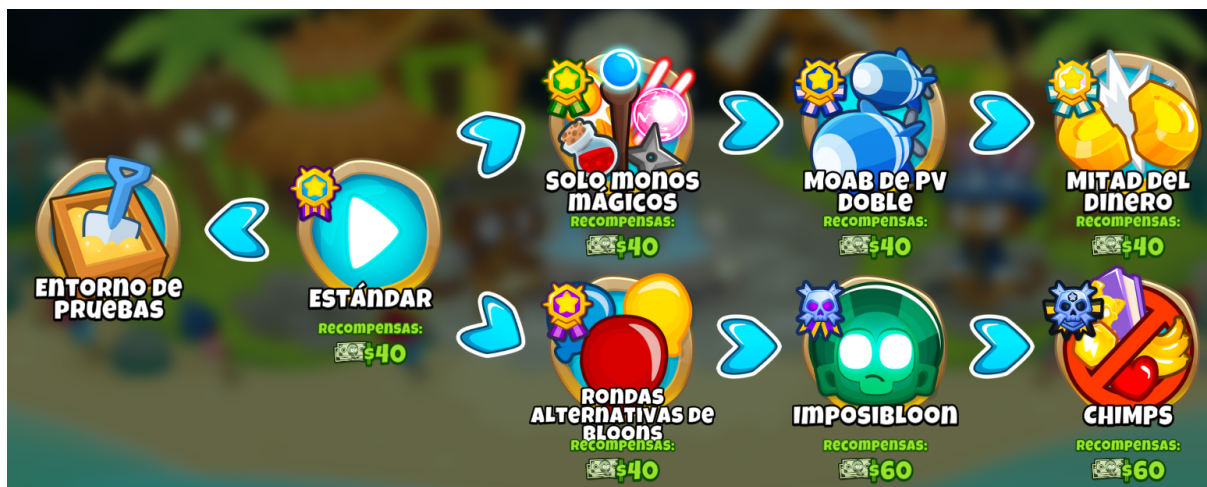 ENTORNO DE
PRUEBAS
ESTÁNDAR
RECOMPENSAS:
$40
SOLO MONOS
MÁGICOS
RECOMPENSAS:
$40
MOAB DE PV
DOBLE
RECOMPENSAS:
$40
MITAD DEL
DINERO
RECOMPENSAS:
$40
RONDAS
ALTERNATIVAS DE
BLOONS
RECOMPENSAS:
$40
IMPOSIBLOON
RECOMPENSAS:
$60
CHIMPS
RECOMPENSAS:
$60